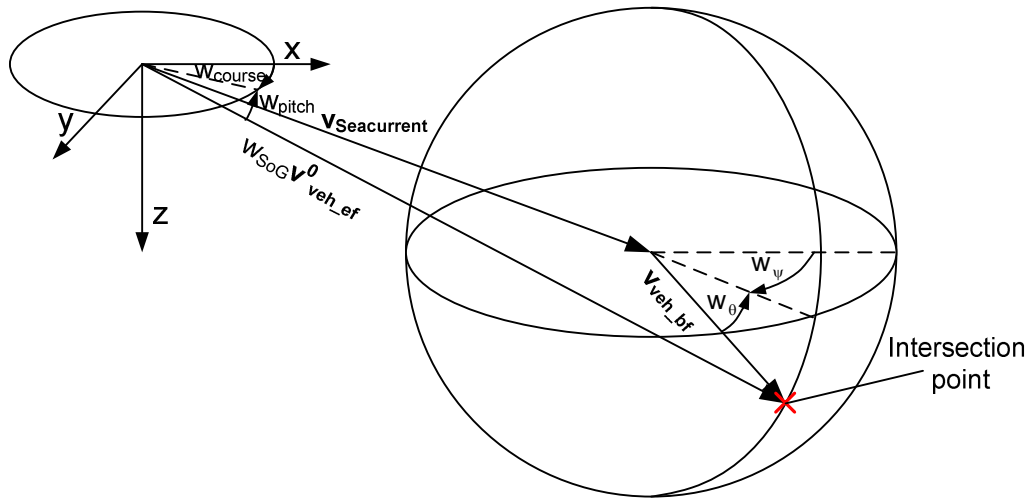 x
w_course
w_pitch
y
v_Seacurrent
w_SoG v^0_veh_ef
z
w_ψ
v_veh_bf
w_θ
Intersection
point